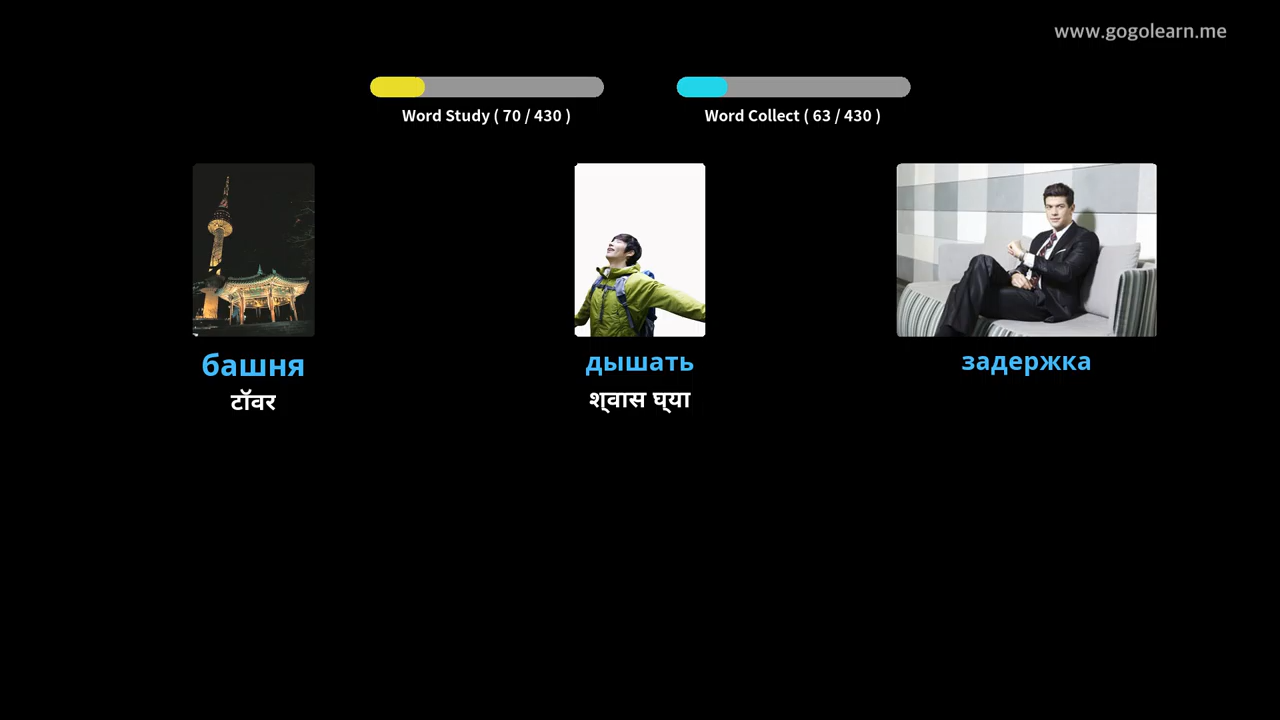 www.gogolearn.me
Word Study ( 70 / 430 )
Word Collect ( 63 / 430 )
башня
дышать
задержка
टॉवर
श्वास घ्या